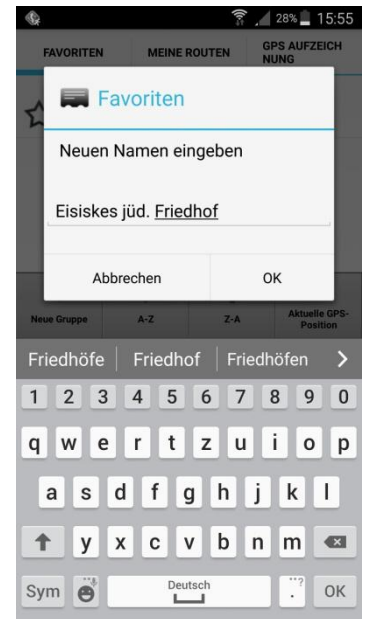 28% 15:55
FAVORITEN MEINE ROUTEN GPS AUFZEICH
NUNG
Favoriten
Neuen Namen eingeben
Eisiskes jüd. Friedhof
Abbrechen OK
Neue Gruppe A-Z Z-A Aktuelle GPS-
Position
Friedhöfe Friedhof Friedhöfen >
1 2 3 4 5 6 7 8 9 0
q w e r t z u i o p
a s d f g h j k l
y x c v b n m
Sym Deutsch . ? OK